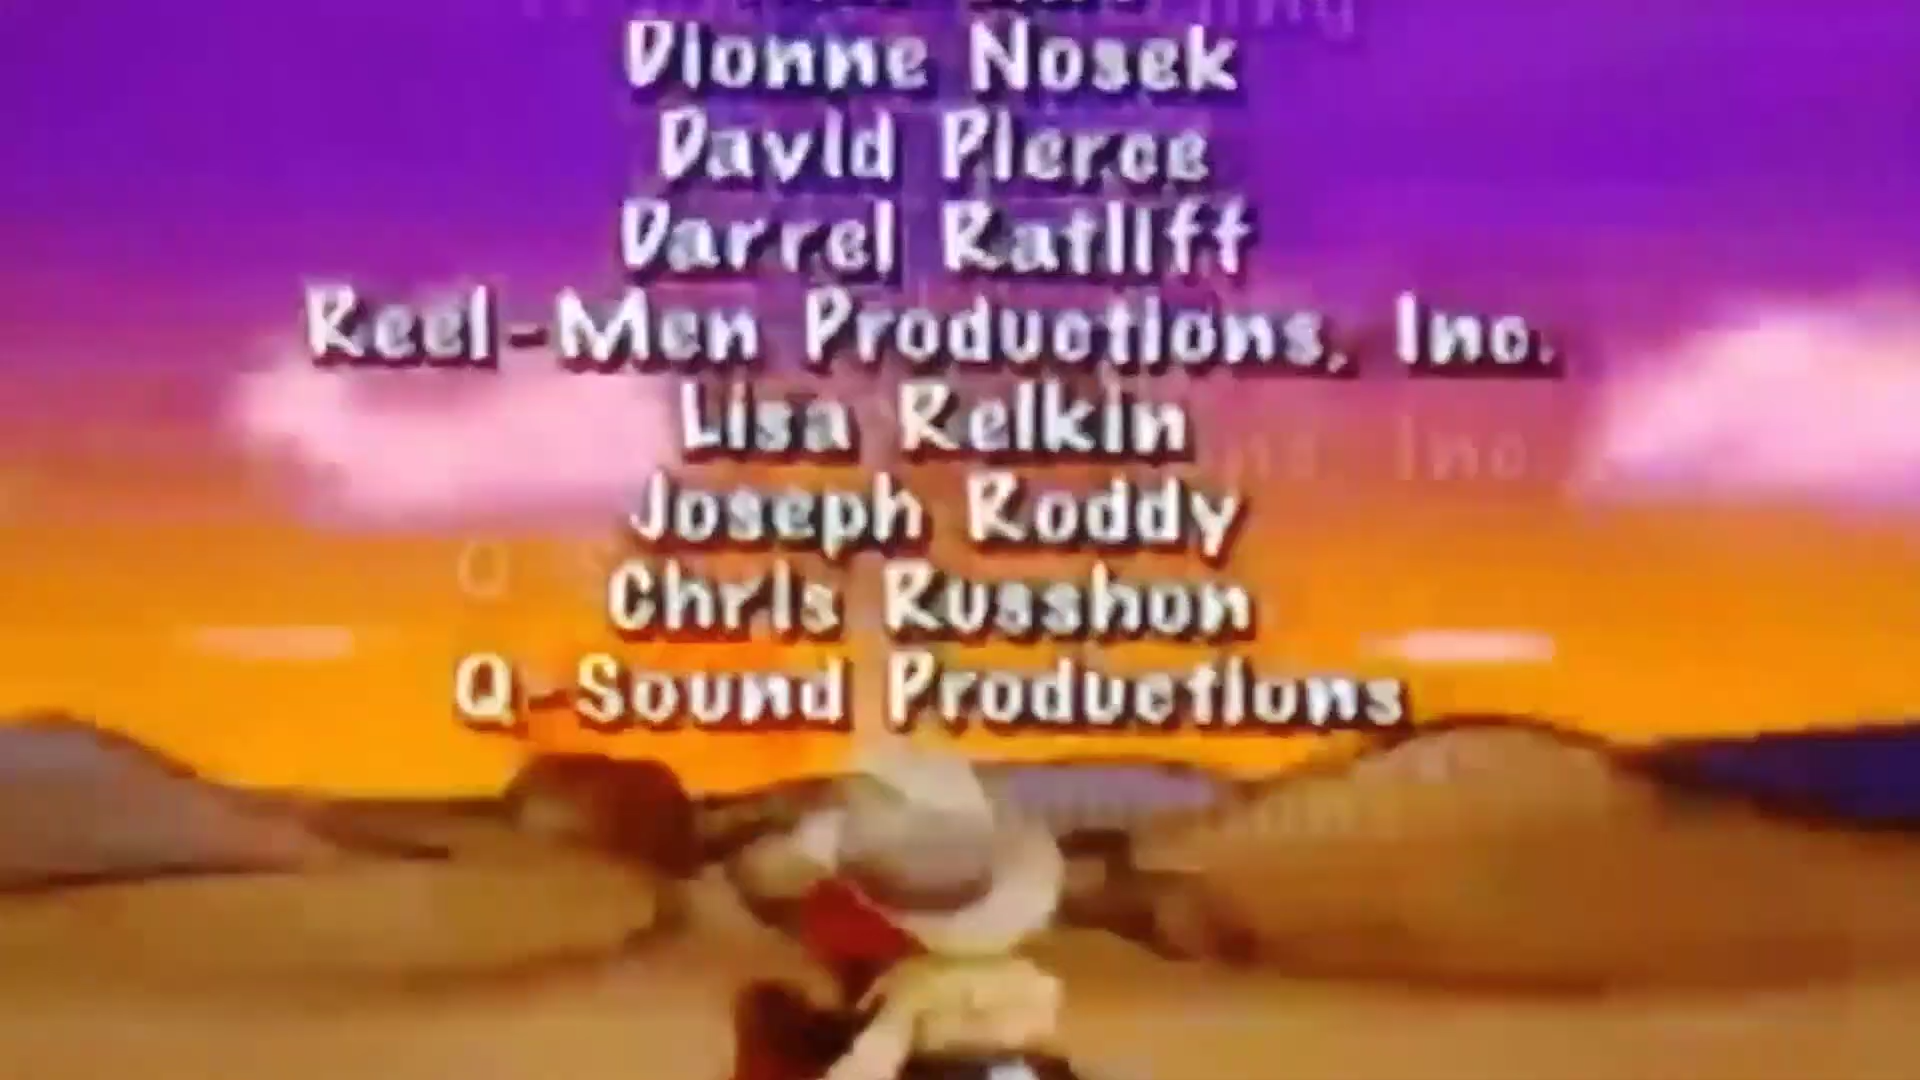 Dionne Nosek
David Pierce
Darrel Ratliff
Reel-Men Productions, Inc.
Lisa Relkin
Joseph Roddy
Chris Russhon
Q-Sound Productions